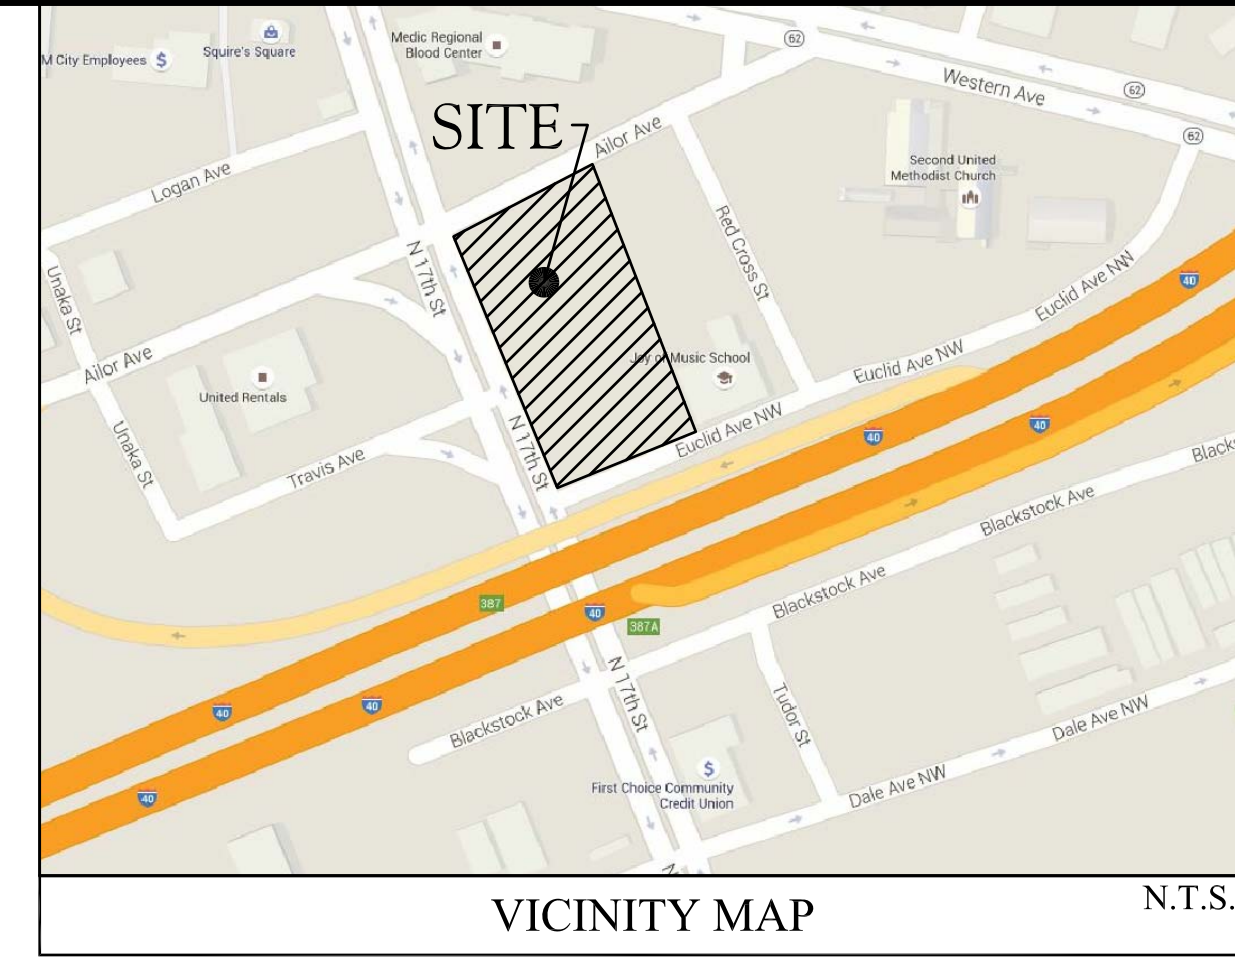 M City Employees
Squire's Square
Medic Regional
Blood Center
62
62
62
Western Ave
SITE
Ailor Ave
Logan Ave
Second United
Methodist Church
Red Cross St
N 17th St
Unaka St
Euclid Ave NW
40
Ailor Ave
United Rentals
Joy of Music School
Euclid Ave NW
Unaka St
N 17th St
Euclid Ave NW
40
40
Travis Ave
Black
Blackstock Ave
Blackstock Ave
387
40
387A
N 17th St
40
40
Blackstock Ave
Tudor St
Dale Ave NW
First Choice Community
Credit Union
Dale Ave NW
40
N
VICINITY MAP
N.T.S.